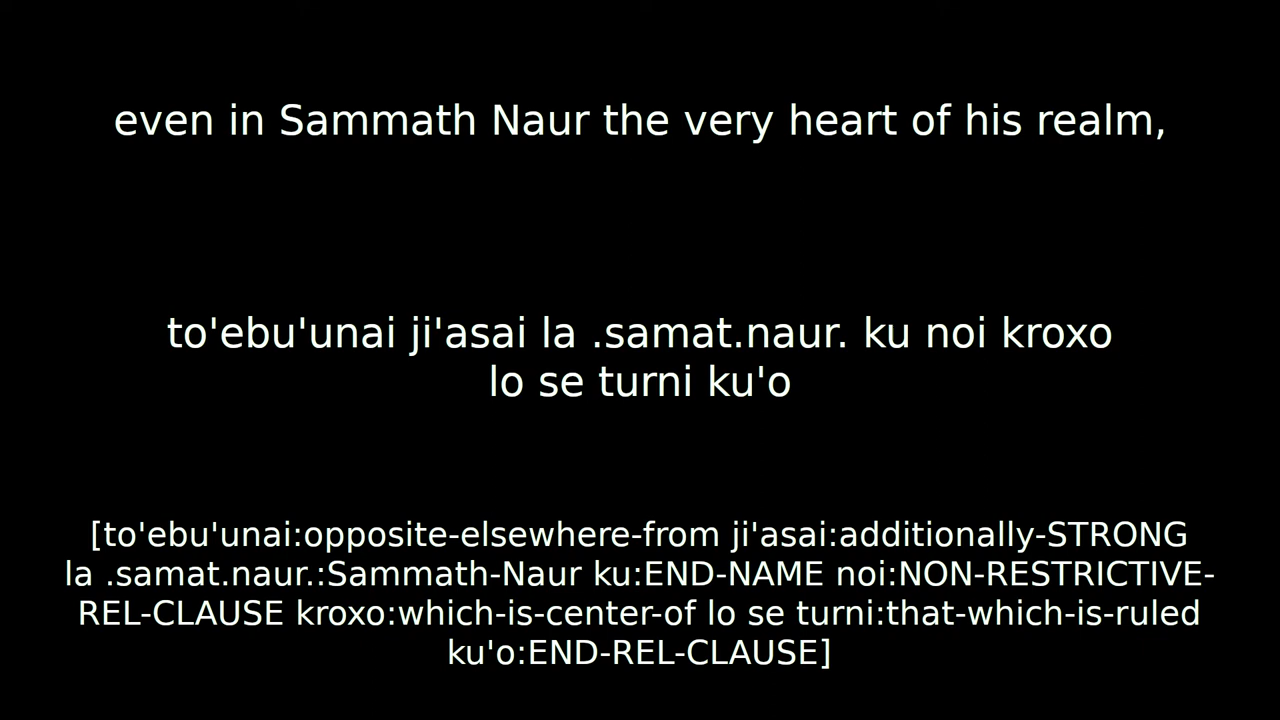 even in Sammath Naur the very heart of his realm,
to'ebu'unai ji'asai la .samat.naur. ku noi kroxo
lo se turni ku'o
[to'ebu'unai:opposite-elsewhere-from ji'asai:additionally-STRONG
la .samat.naur.:Sammath-Naur ku:END-NAME noi:NON-RESTRICTIVE-
REL-CLAUSE kroxo:which-is-center-of lo se turni:that-which-is-ruled
ku'o:END-REL-CLAUSE]